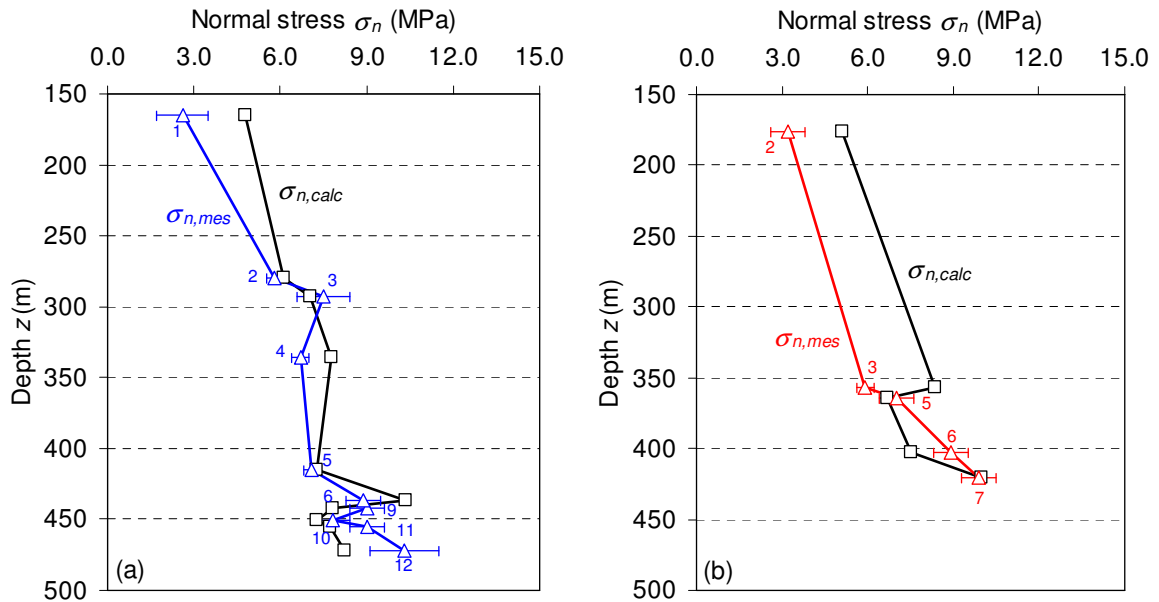 Normal stress σn (MPa)
0.0 3.0 6.0 9.0 12.0 15.0
Depth z (m)
150
200
250
300
350
400
450
500
1
σn,calc
σn,mes
2 3
4
5
6
9
10 11
12
(a)
Normal stress σn (MPa)
0.0 3.0 6.0 9.0 12.0 15.0
Depth z (m)
150
200
250
300
350
400
450
500
2
σn,calc
σn,mes
3
5
6
7
(b)